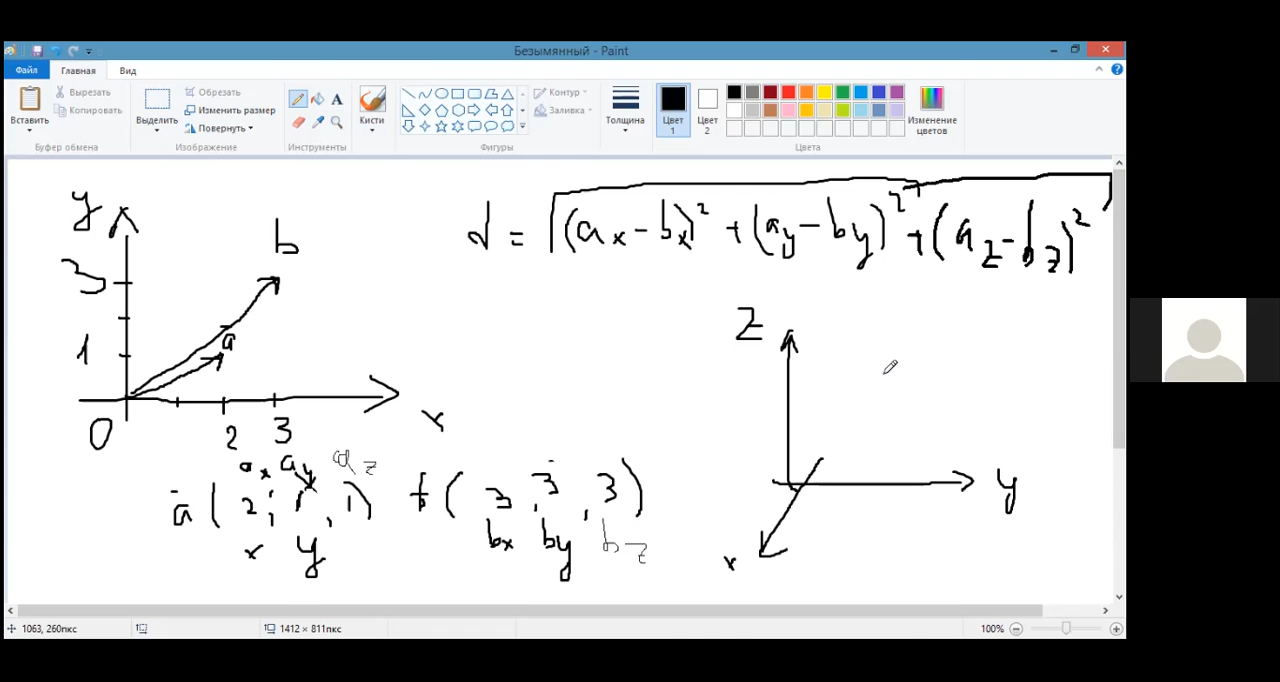 Безымянный - Paint
Файл Главная Вид
Вставить
Вырезать
Копировать
Буфер обмена
Выделить
Обрезать
Изменить размер
Повернуть
Изображение
A
Инструменты
Кисти
Контур
Заливка
Фигуры
Толщина
Цвет 1
Цвет 2
Изменение цветов
Цвета
y
3
1
0
2 3
x
b
a
d = √(ax - bx)² + (ay - by)² + (az - bz)²
Z
y
x
ax ay az
a (2; 1, 1) b (3, 3, 3)
x y bx by bz
1063, 260пкс
1412 × 811пкс
100%